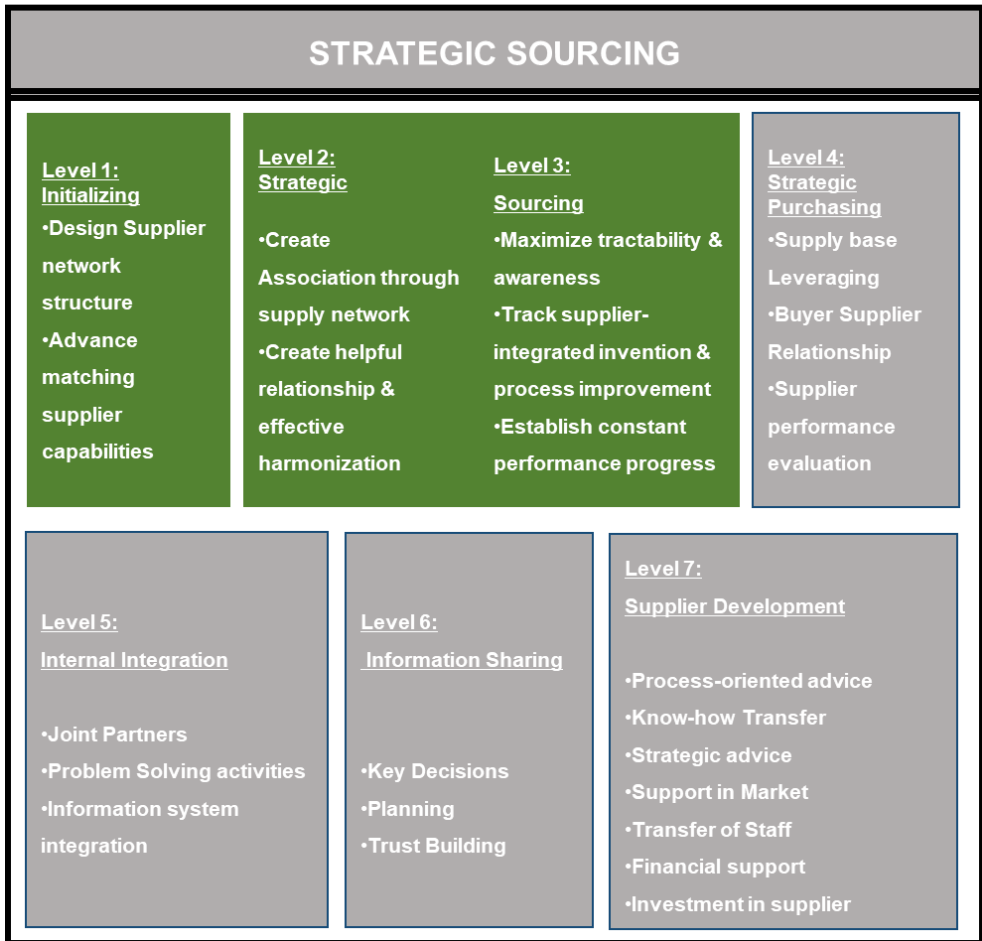 STRATEGIC SOURCING
Level 1:
Initializing
•Design Supplier
network
structure
•Advance
matching
supplier
capabilities
Level 2:
Strategic
•Create
Association through
supply network
•Create helpful
relationship &
effective
harmonization
Level 3:
Sourcing
•Maximize tractability &
awareness
•Track supplier-
integrated invention &
process improvement
•Establish constant
performance progress
Level 4:
Strategic
Purchasing
•Supply base
Leveraging
•Buyer Supplier
Relationship
•Supplier
performance
evaluation
Level 5:
Internal Integration
•Joint Partners
•Problem Solving activities
•Information system
integration
Level 6:
Information Sharing
•Key Decisions
•Planning
•Trust Building
Level 7:
Supplier Development
•Process-oriented advice
•Know-how Transfer
•Strategic advice
•Support in Market
•Transfer of Staff
•Financial support
•Investment in supplier